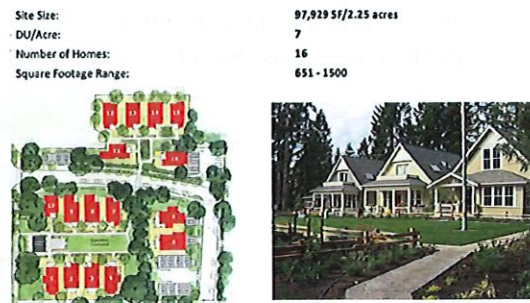 Site Size: 97,929 SF/2.25 acres
DU/Acre: 7
Number of Homes: 16
Square Footage Range: 651 - 1500